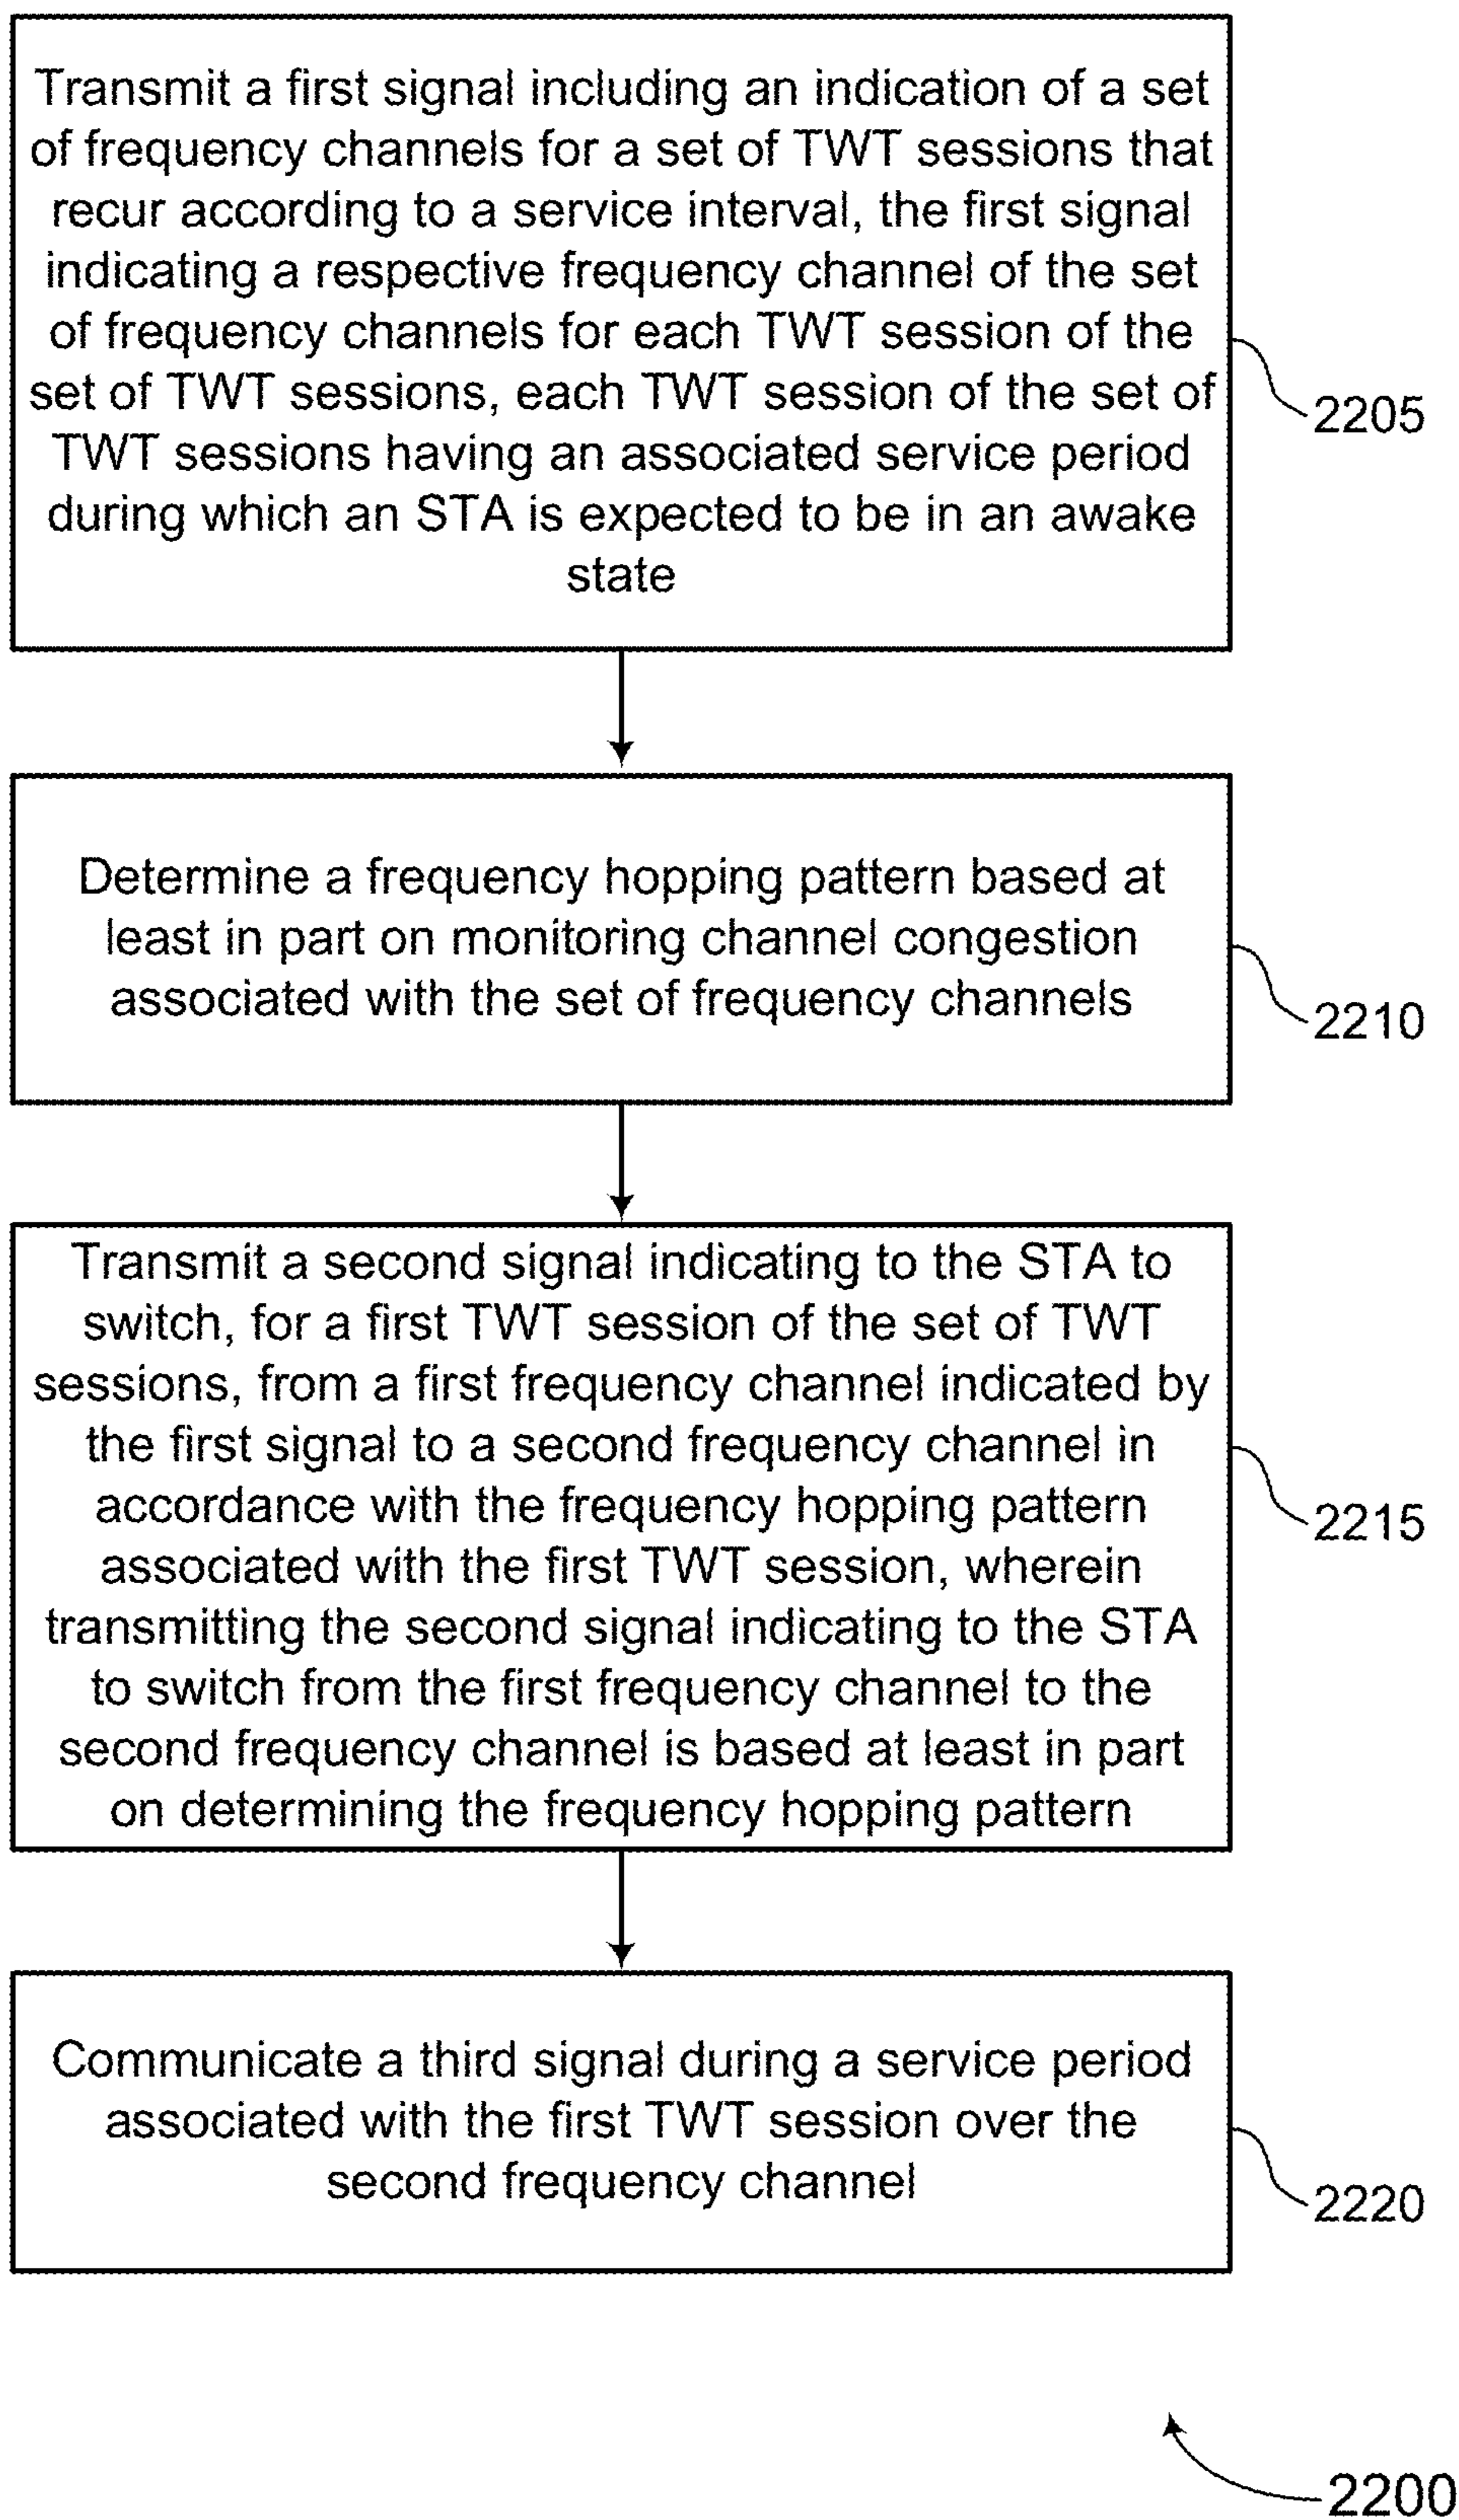 Transmit a first signal including an indication of a set
of frequency channels for a set of TWT sessions that
recur according to a service interval, the first signal
indicating a respective frequency channel of the set
of frequency channels for each TWT session of the
set of TWT sessions, each TWT session of the set of
TWT sessions having an associated service period
during which an STA is expected to be in an awake
state
2205
Determine a frequency hopping pattern based at
least in part on monitoring channel congestion
associated with the set of frequency channels
2210
Transmit a second signal indicating to the STA to
switch, for a first TWT session of the set of TWT
sessions, from a first frequency channel indicated by
the first signal to a second frequency channel in
accordance with the frequency hopping pattern
associated with the first TWT session, wherein
transmitting the second signal indicating to the STA
to switch from the first frequency channel to the
second frequency channel is based at least in part
on determining the frequency hopping pattern
2215
Communicate a third signal during a service period
associated with the first TWT session over the
second frequency channel
2220
2200